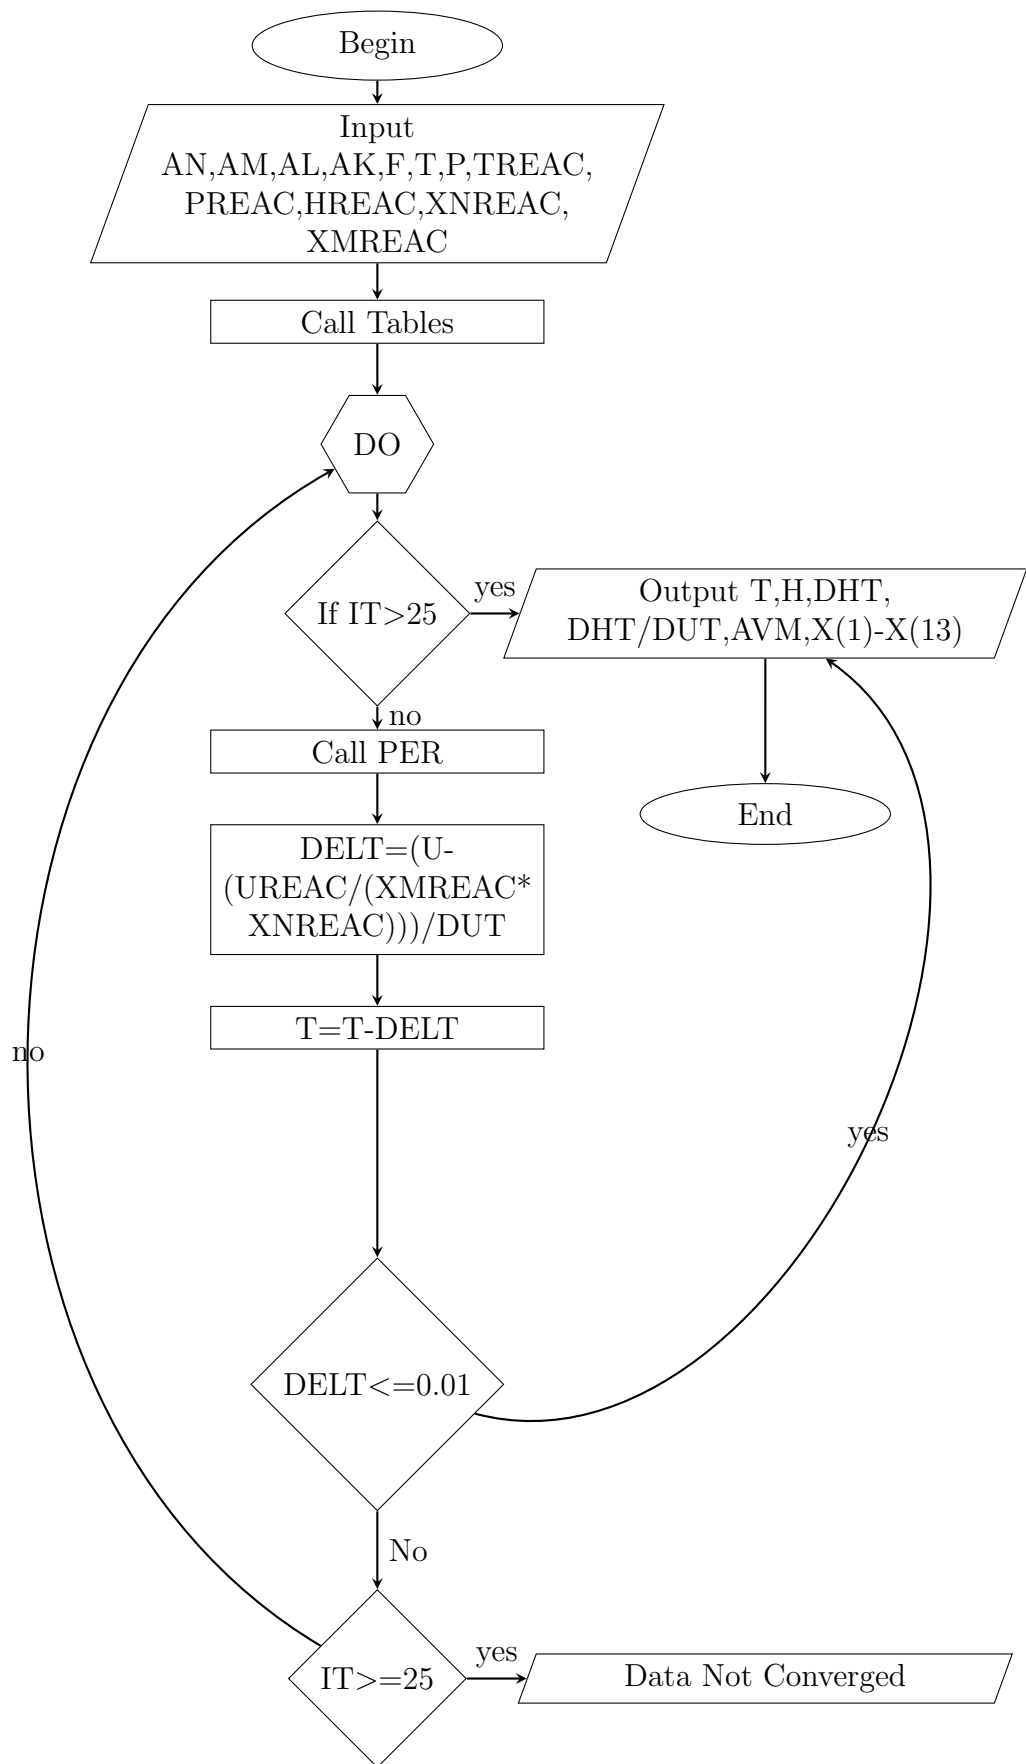 Begin
Input
AN,AM,AL,AK,F,T,P,TREAC,
PREAC,HREAC,XNREAC,
XMREAC
Call Tables
DO
If IT>25
yes
Output T,H,DHT,
DHT/DUT,AVM,X(1)-X(13)
no
Call PER
End
DELT=(U-
(UREAC/(XMREAC*
XNREAC)))/DUT
T=T-DELT
no
yes
DELT<=0.01
No
IT>=25
yes
Data Not Converged